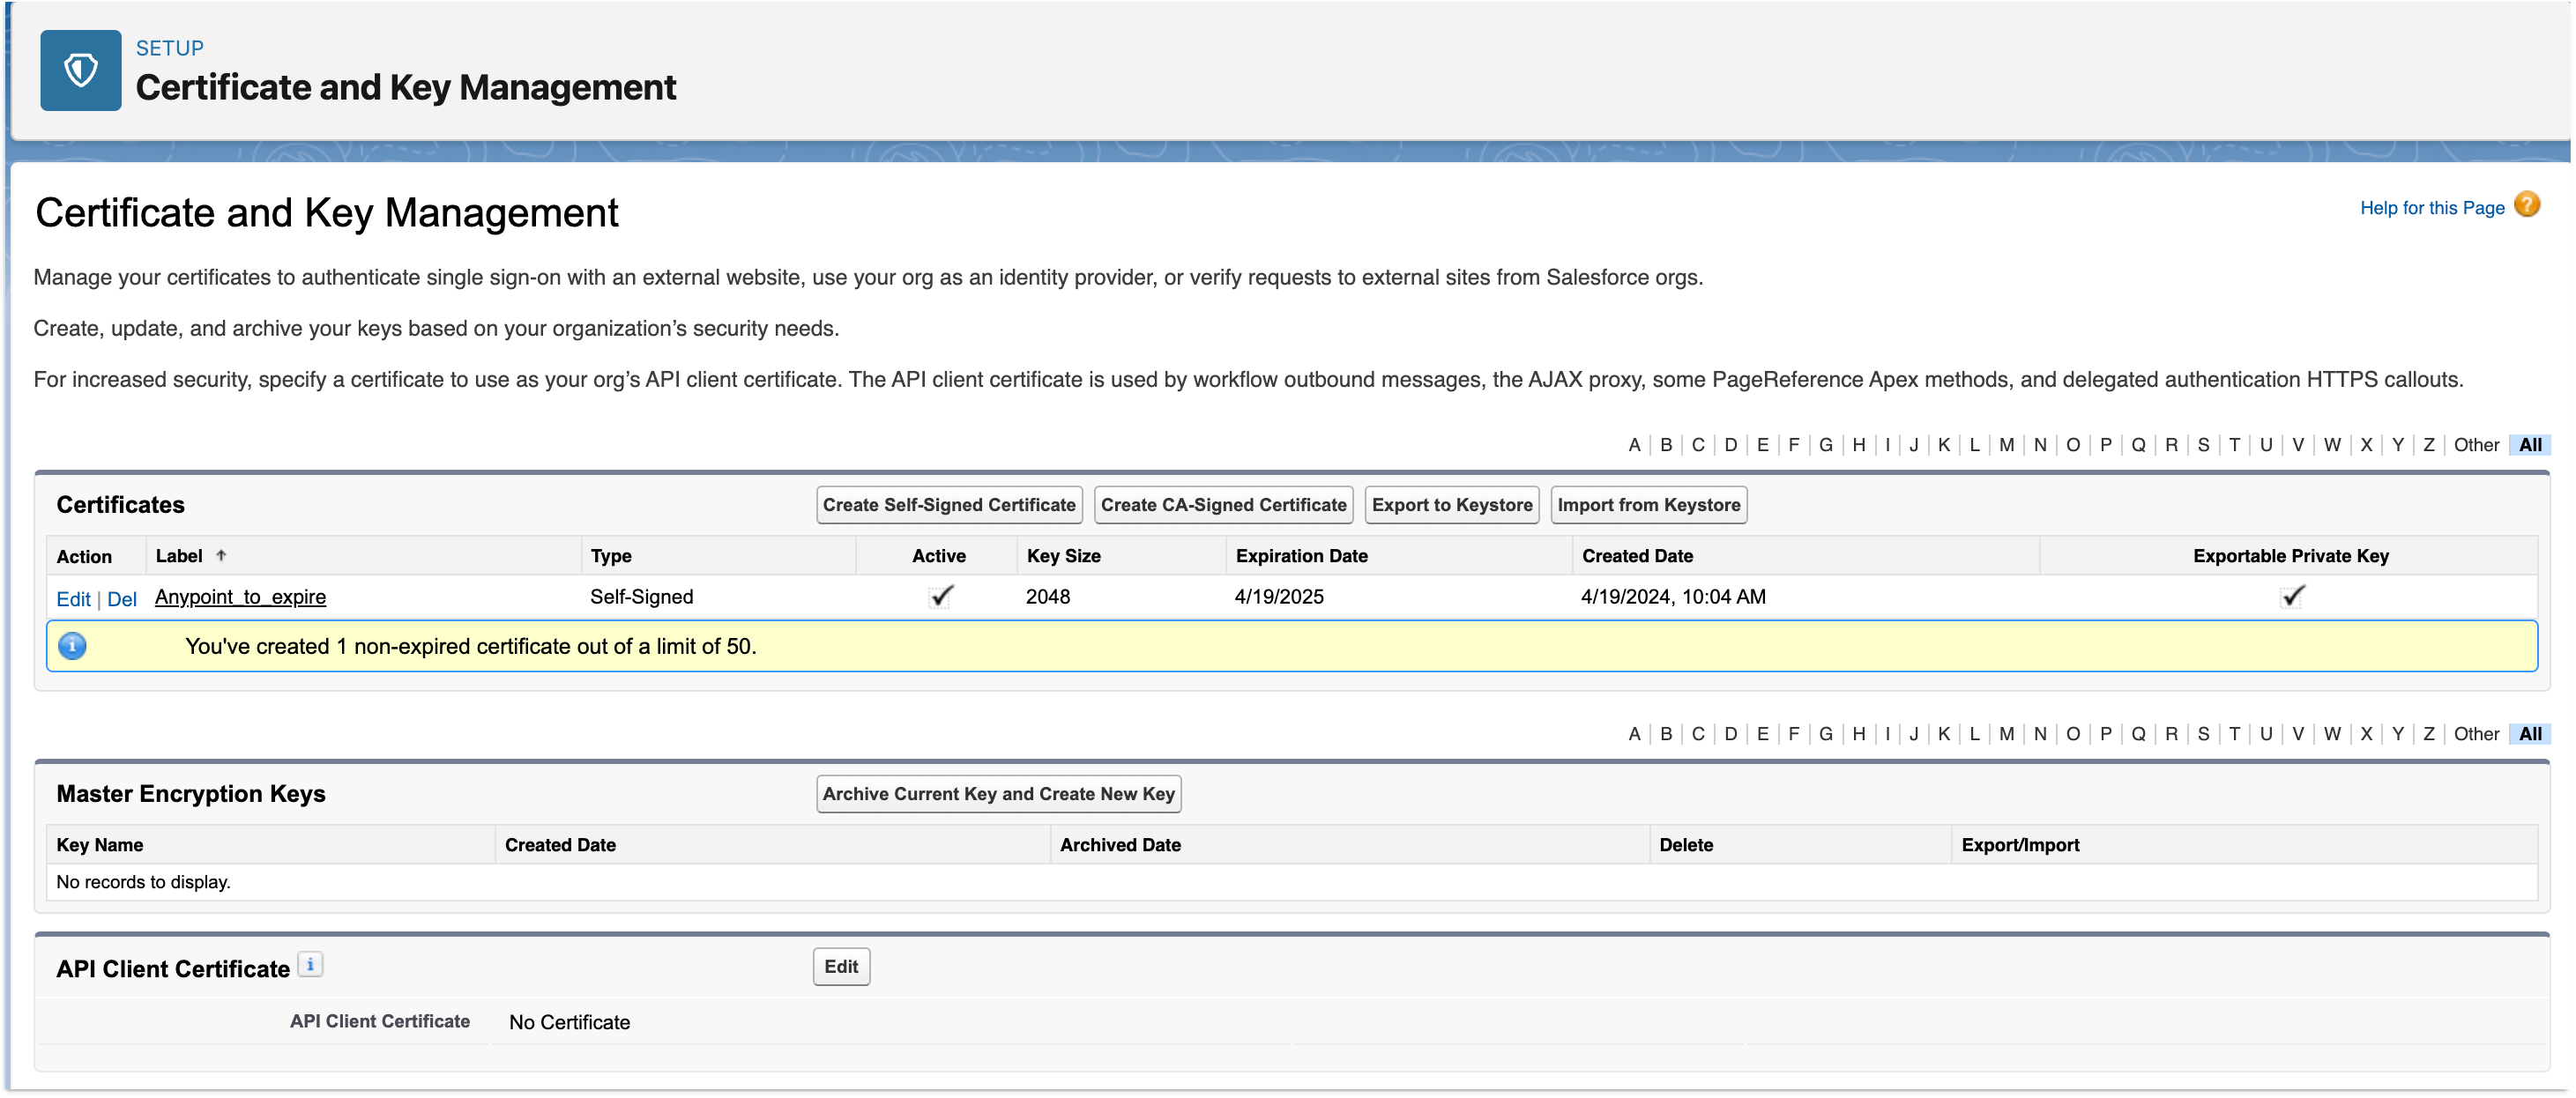 SETUP
Certificate and Key Management
Certificate and Key Management
Help for this Page ?
Manage your certificates to authenticate single sign-on with an external website, use your org as an identity provider, or verify requests to external sites from Salesforce orgs.
Create, update, and archive your keys based on your organization’s security needs.
For increased security, specify a certificate to use as your org’s API client certificate. The API client certificate is used by workflow outbound messages, the AJAX proxy, some PageReference Apex methods, and delegated authentication HTTPS callouts.
A | B | C | D | E | F | G | H | I | J | K | L | M | N | O | P | Q | R | S | T | U | V | W | X | Y | Z | Other | All
Certificates Create Self-Signed Certificate Create CA-Signed Certificate Export to Keystore Import from Keystore
Action Label ↑ Type Active Key Size Expiration Date Created Date Exportable Private Key
Edit | Del Anypoint_to_expire Self-Signed ✓ 2048 4/19/2025 4/19/2024, 10:04 AM ✓
i You've created 1 non-expired certificate out of a limit of 50.
A | B | C | D | E | F | G | H | I | J | K | L | M | N | O | P | Q | R | S | T | U | V | W | X | Y | Z | Other | All
Master Encryption Keys Archive Current Key and Create New Key
Key Name Created Date Archived Date Delete Export/Import
No records to display.
API Client Certificate i Edit
API Client Certificate No Certificate